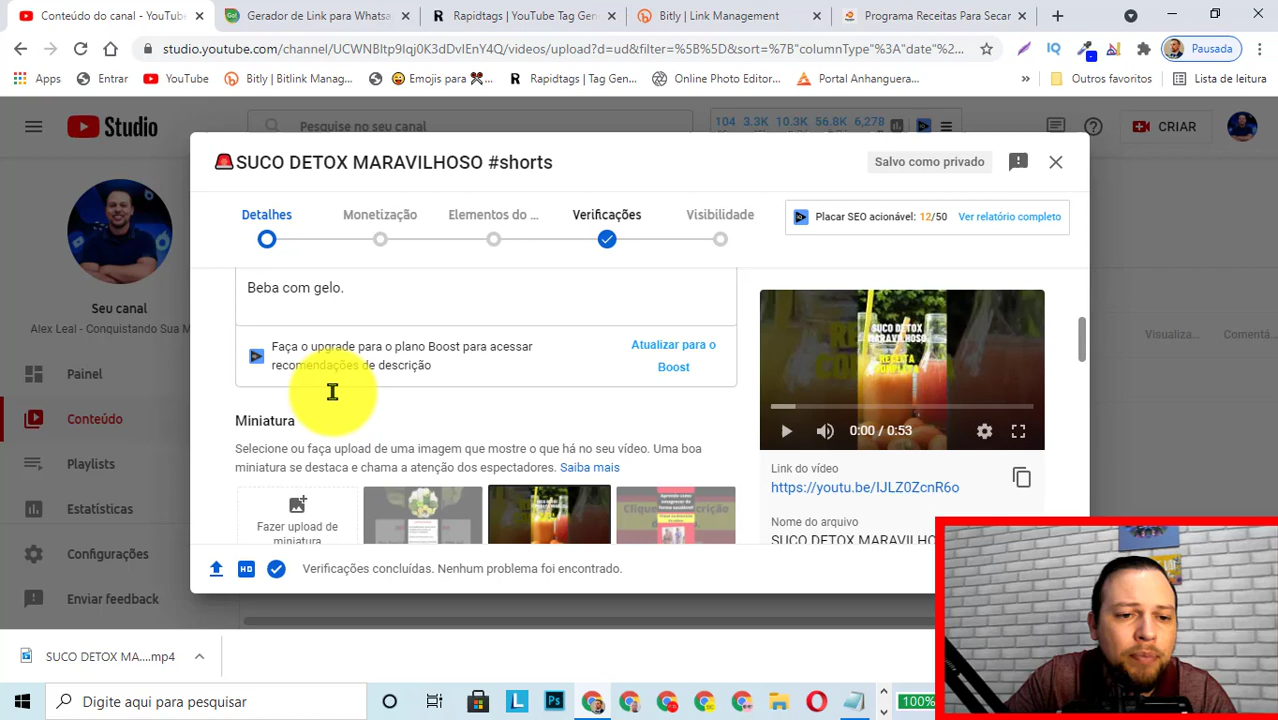 Conteúdo do canal - YouTube
Gerador de Link para Whatsa
Rapidtags | YouTube Tag Gen
Bitly | Link Management
Programa Receitas Para Secar
studio.youtube.com/channel/UCWNBltp9Iqj0K3dDvIEnY4Q/videos/upload?d=ud&filter=%5B%5D&sort=%7B"columnType"%3A"date"%2...
Pausada
Apps
Entrar
YouTube
Bitly | Bitlink Manag...
Emojis para
Rapidtags | Tag Gen...
Online Photo Editor...
Portal Anhanguera...
Outros favoritos
Lista de leitura
Studio
Pesquise no seu canal
104 3.3K 10.3K 56.8K 6,278
CRIAR
SUCO DETOX MARAVILHOSO #shorts
Salvo como privado
Detalhes
Monetização
Elementos do ...
Verificações
Visibilidade
Placar SEO acionável: 12/50
Ver relatório completo
Seu canal
Alex Leal - Conquistando Sua M
Painel
Conteúdo
Playlists
Estatísticas
Configurações
Enviar feedback
Visualiza...
Comentá...
Beba com gelo.
Faça o upgrade para o plano Boost para acessar
recomendações de descrição
Atualizar para o
Boost
Miniatura
Selecione ou faça upload de uma imagem que mostre o que há no seu vídeo. Uma boa
miniatura se destaca e chama a atenção dos espectadores. Saiba mais
Fazer upload de
miniatura
SUCO DETOX
MARAVILHOSO
RECEITA
COMPLETA
0:00 / 0:53
Link do vídeo
https://youtu.be/IJLZ0ZcnR6o
Nome do arquivo
SUCO DETOX MARAVILHO
HD
Verificações concluídas. Nenhum problema foi encontrado.
SUCO DETOX MA....mp4
Digite aqui para pesquisar
100%